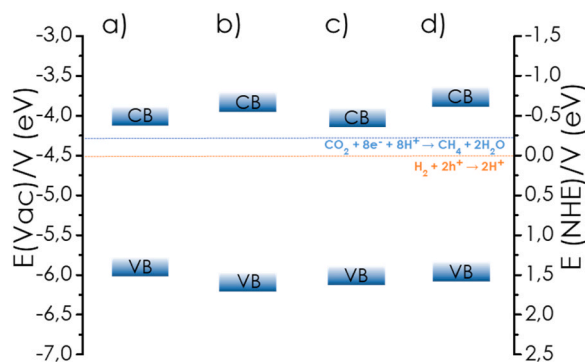 a) b) c) d)
E(Vac)/V (eV)
-3,0
-3,5
-4,0
-4,5
-5,0
-5,5
-6,0
-6,5
-7,0
CB CB CB CB
CO₂ + 8e⁻ + 8H⁺ → CH₄ + 2H₂O
H₂ + 2h⁺ → 2H⁺
VB VB VB VB
-1,5
-1,0
-0,5
0,0
0,5
1,0
1,5
2,0
2,5
E (NHE)/V (eV)